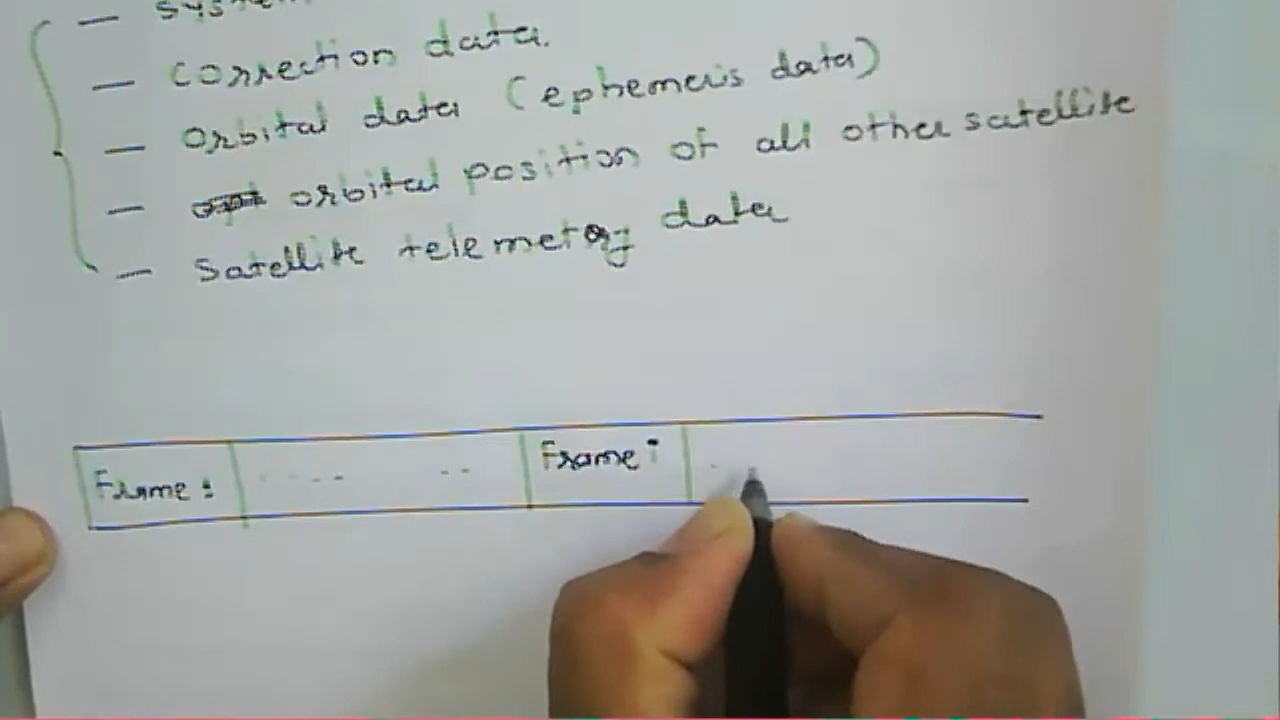 — Correction data.
— Orbital data (ephemeris data)
— orbital position of all other satellite
— Satellite telemetry data
Frame: Frame: